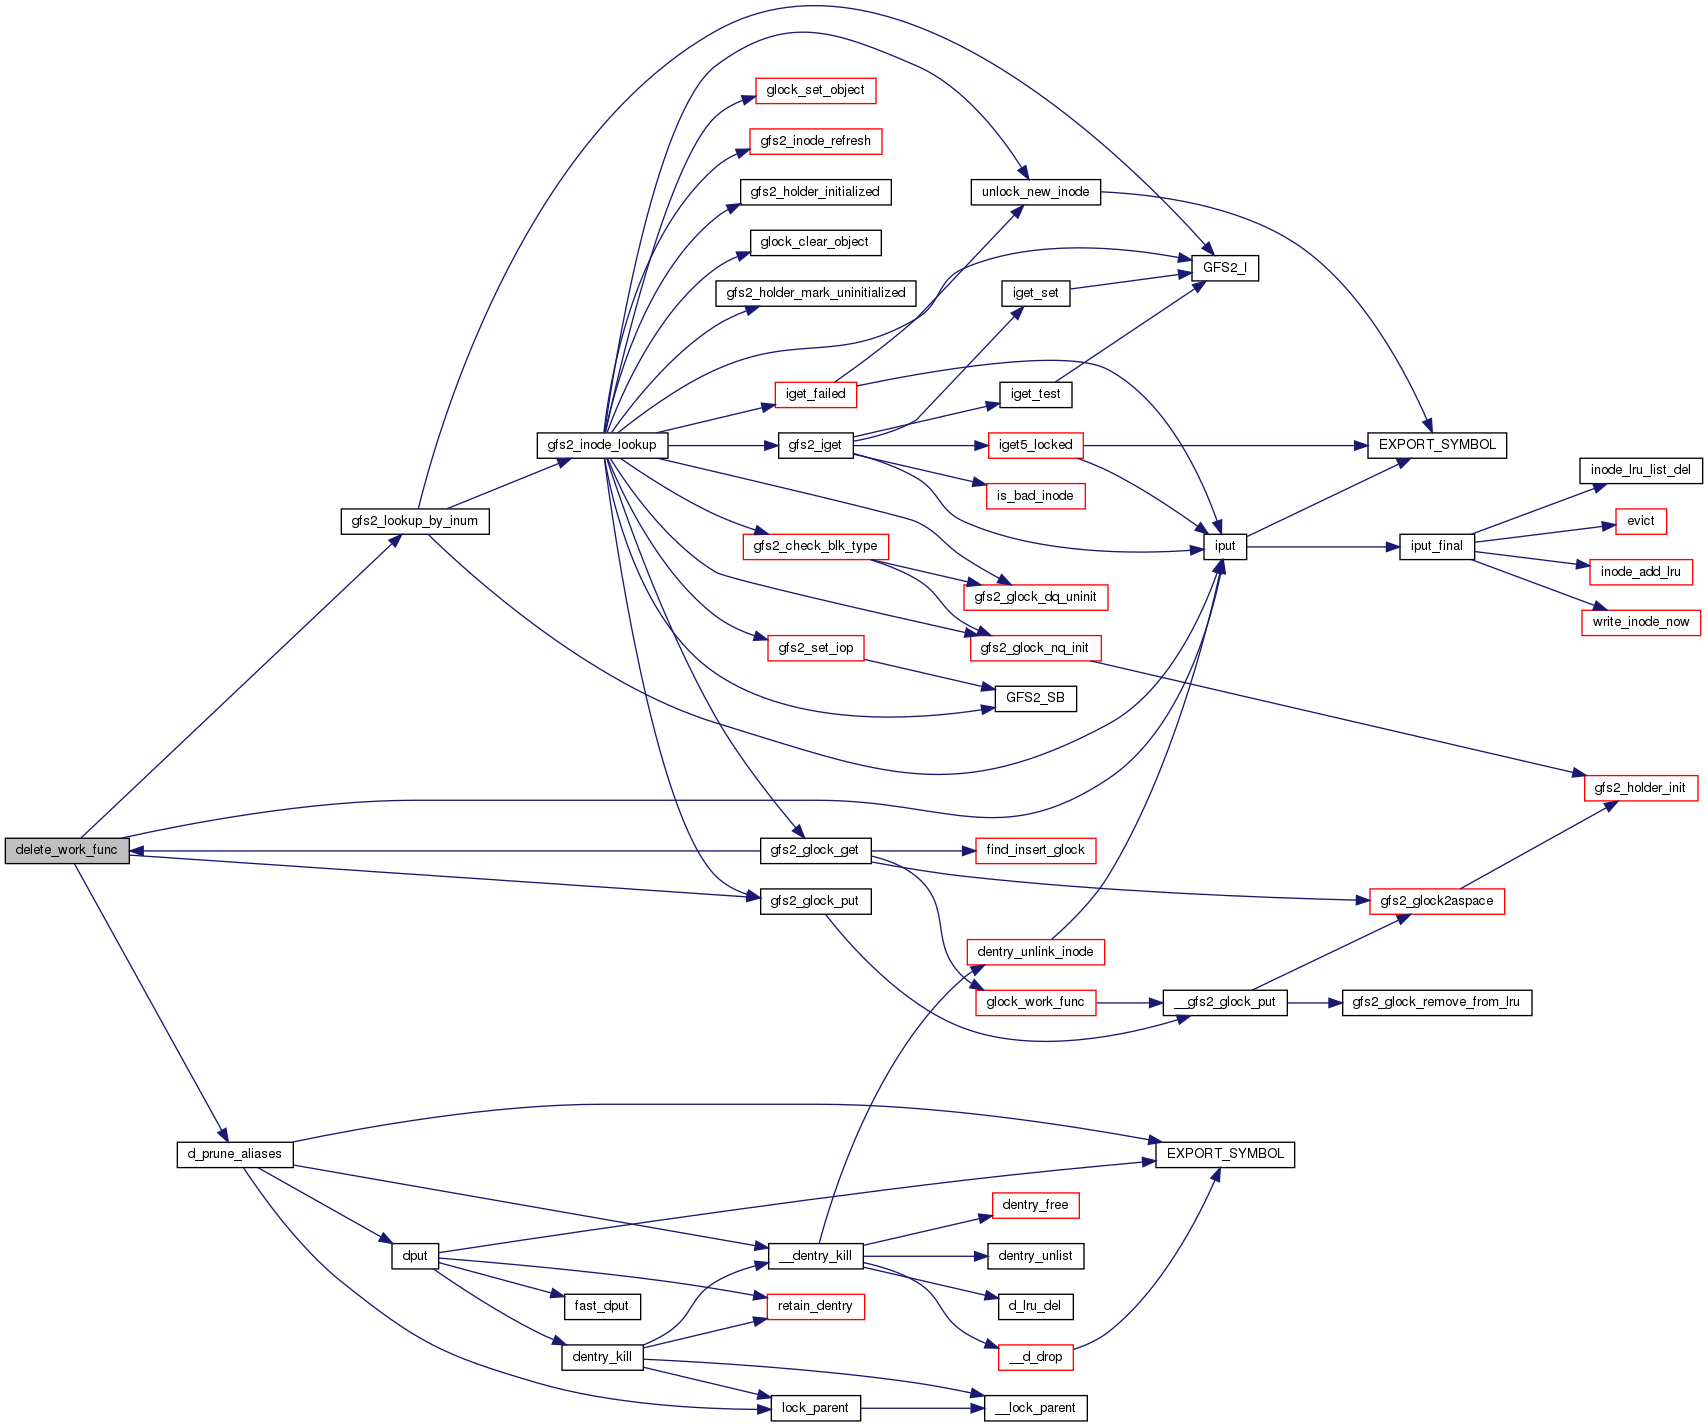 glock_set_object
gfs2_inode_refresh
gfs2_holder_initialized
unlock_new_inode
glock_clear_object
GFS2_I
gfs2_holder_mark_uninitialized
iget_set
iget_failed
iget_test
gfs2_inode_lookup
gfs2_iget
iget5_locked
EXPORT_SYMBOL
inode_lru_list_del
is_bad_inode
gfs2_lookup_by_inum
evict
gfs2_check_blk_type
iput
iput_final
inode_add_lru
gfs2_glock_dq_uninit
write_inode_now
gfs2_set_iop
gfs2_glock_nq_init
GFS2_SB
gfs2_holder_init
delete_work_func
gfs2_glock_get
find_insert_glock
gfs2_glock_put
gfs2_glock2aspace
dentry_unlink_inode
glock_work_func
__gfs2_glock_put
gfs2_glock_remove_from_lru
d_prune_aliases
EXPORT_SYMBOL
dentry_free
dput
__dentry_kill
dentry_unlist
fast_dput
retain_dentry
d_lru_del
dentry_kill
__d_drop
lock_parent
__lock_parent